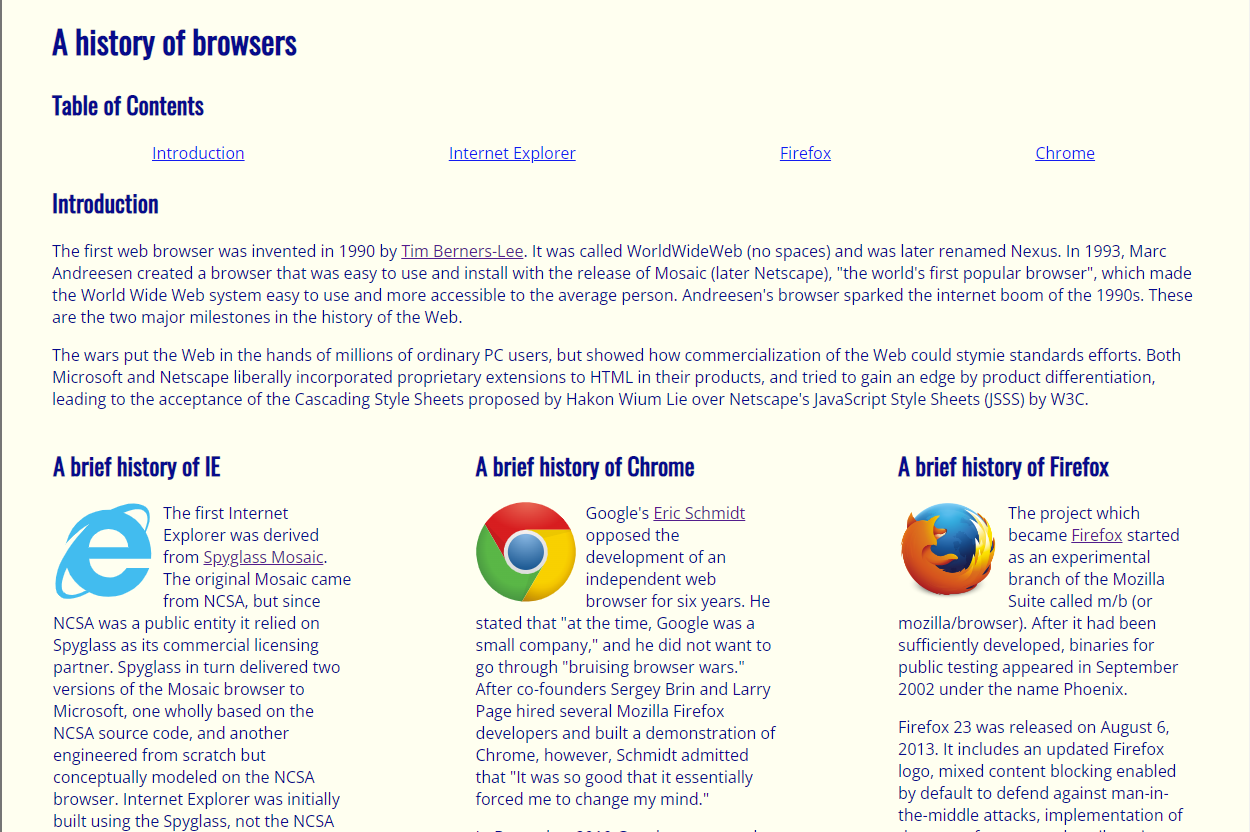 A history of browsers
Table of Contents
Introduction Internet Explorer Firefox Chrome
Introduction
The first web browser was invented in 1990 by Tim Berners-Lee. It was called WorldWideWeb (no spaces) and was later renamed Nexus. In 1993, Marc
Andreesen created a browser that was easy to use and install with the release of Mosaic (later Netscape), "the world's first popular browser", which made
the World Wide Web system easy to use and more accessible to the average person. Andreesen's browser sparked the internet boom of the 1990s. These
are the two major milestones in the history of the Web.
The wars put the Web in the hands of millions of ordinary PC users, but showed how commercialization of the Web could stymie standards efforts. Both
Microsoft and Netscape liberally incorporated proprietary extensions to HTML in their products, and tried to gain an edge by product differentiation,
leading to the acceptance of the Cascading Style Sheets proposed by Hakon Wium Lie over Netscape's JavaScript Style Sheets (JSSS) by W3C.
A brief history of IE
The first Internet
Explorer was derived
from Spyglass Mosaic.
The original Mosaic came
from NCSA, but since
NCSA was a public entity it relied on
Spyglass as its commercial licensing
partner. Spyglass in turn delivered two
versions of the Mosaic browser to
Microsoft, one wholly based on the
NCSA source code, and another
engineered from scratch but
conceptually modeled on the NCSA
browser. Internet Explorer was initially
built using the Spyglass, not the NCSA
A brief history of Chrome
Google's Eric Schmidt
opposed the
development of an
independent web
browser for six years. He
stated that "at the time, Google was a
small company," and he did not want to
go through "bruising browser wars."
After co-founders Sergey Brin and Larry
Page hired several Mozilla Firefox
developers and built a demonstration of
Chrome, however, Schmidt admitted
that "It was so good that it essentially
forced me to change my mind."
A brief history of Firefox
The project which
became Firefox started
as an experimental
branch of the Mozilla
Suite called m/b (or
mozilla/browser). After it had been
sufficiently developed, binaries for
public testing appeared in September
2002 under the name Phoenix.
Firefox 23 was released on August 6,
2013. It includes an updated Firefox
logo, mixed content blocking enabled
by default to defend against man-in-
the-middle attacks, implementation of